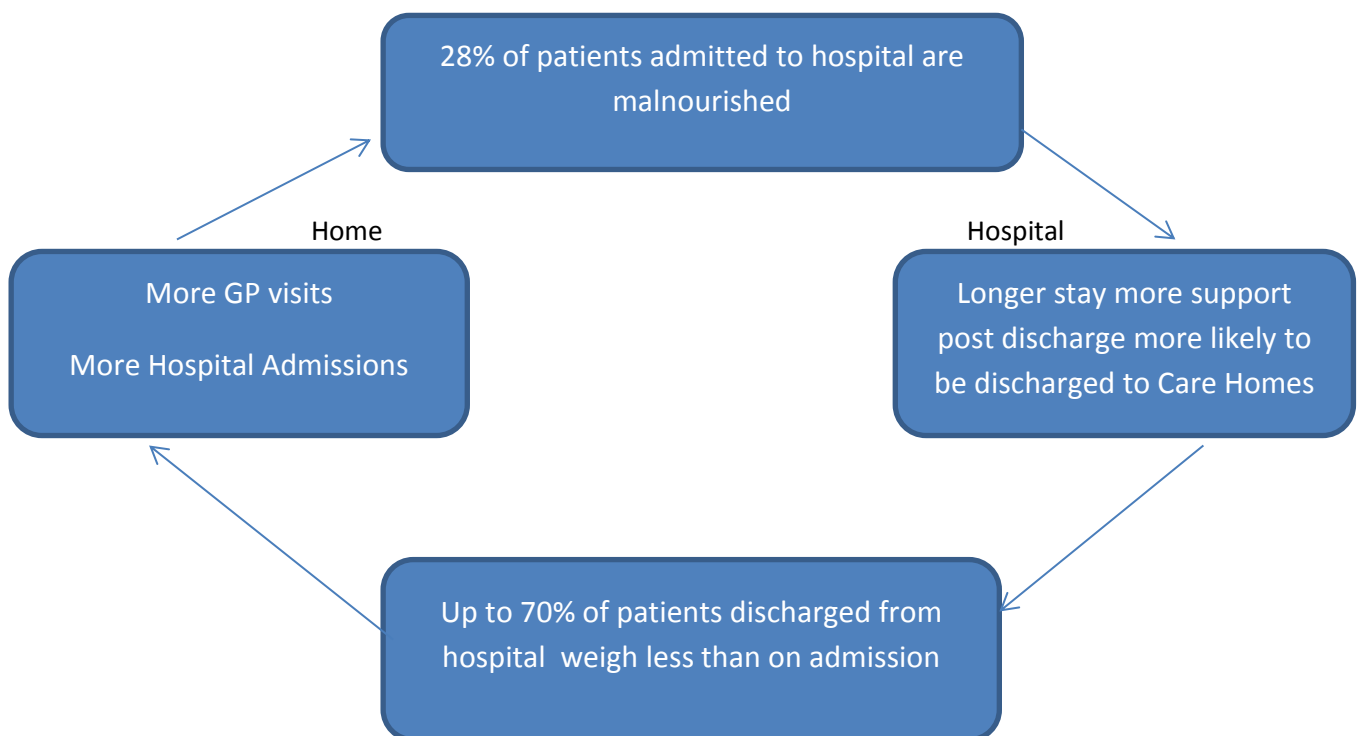 28% of patients admitted to hospital are
malnourished
Home
Hospital
More GP visits
More Hospital Admissions
Longer stay more support
post discharge more likely to
be discharged to Care Homes
Up to 70% of patients discharged from
hospital  weigh less than on admission